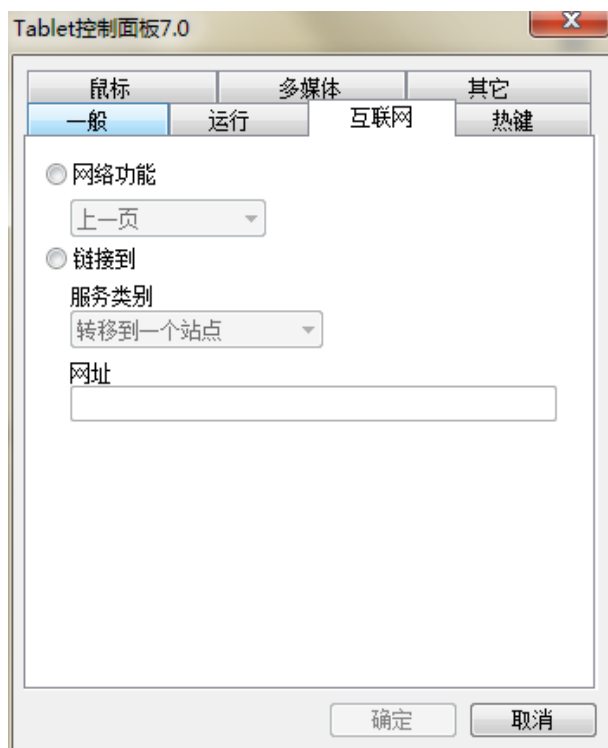 Tablet控制面板7.0
鼠标 多媒体 其它
一般 运行 互联网 热键
网络功能
上一页
链接到
服务类别
转移到一个站点
网址
确定 取消